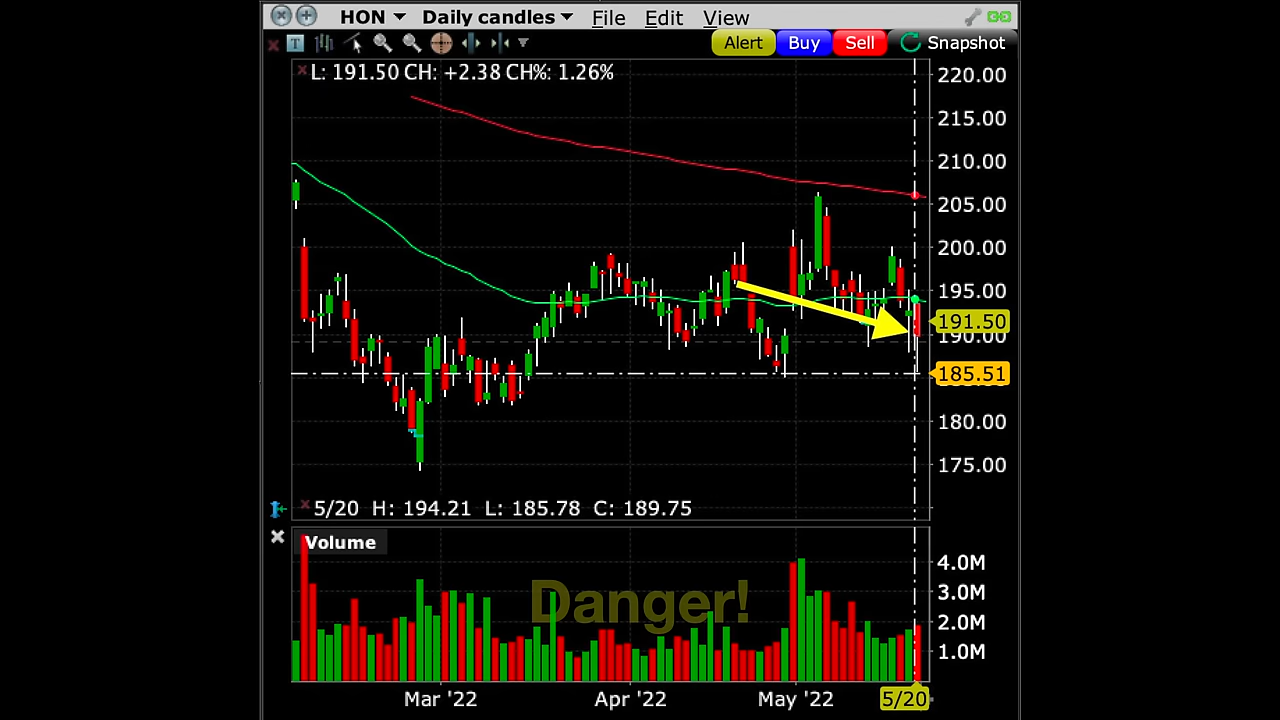 HON Daily candles File Edit View
T Alert Buy Sell Snapshot
L: 191.50 CH: +2.38 CH%: 1.26%
220.00
215.00
210.00
205.00
200.00
195.00
191.50
190.00
185.51
180.00
175.00
5/20 H: 194.21 L: 185.78 C: 189.75
Volume
4.0M
Danger!
3.0M
2.0M
1.0M
Mar '22 Apr '22 May '22 5/20